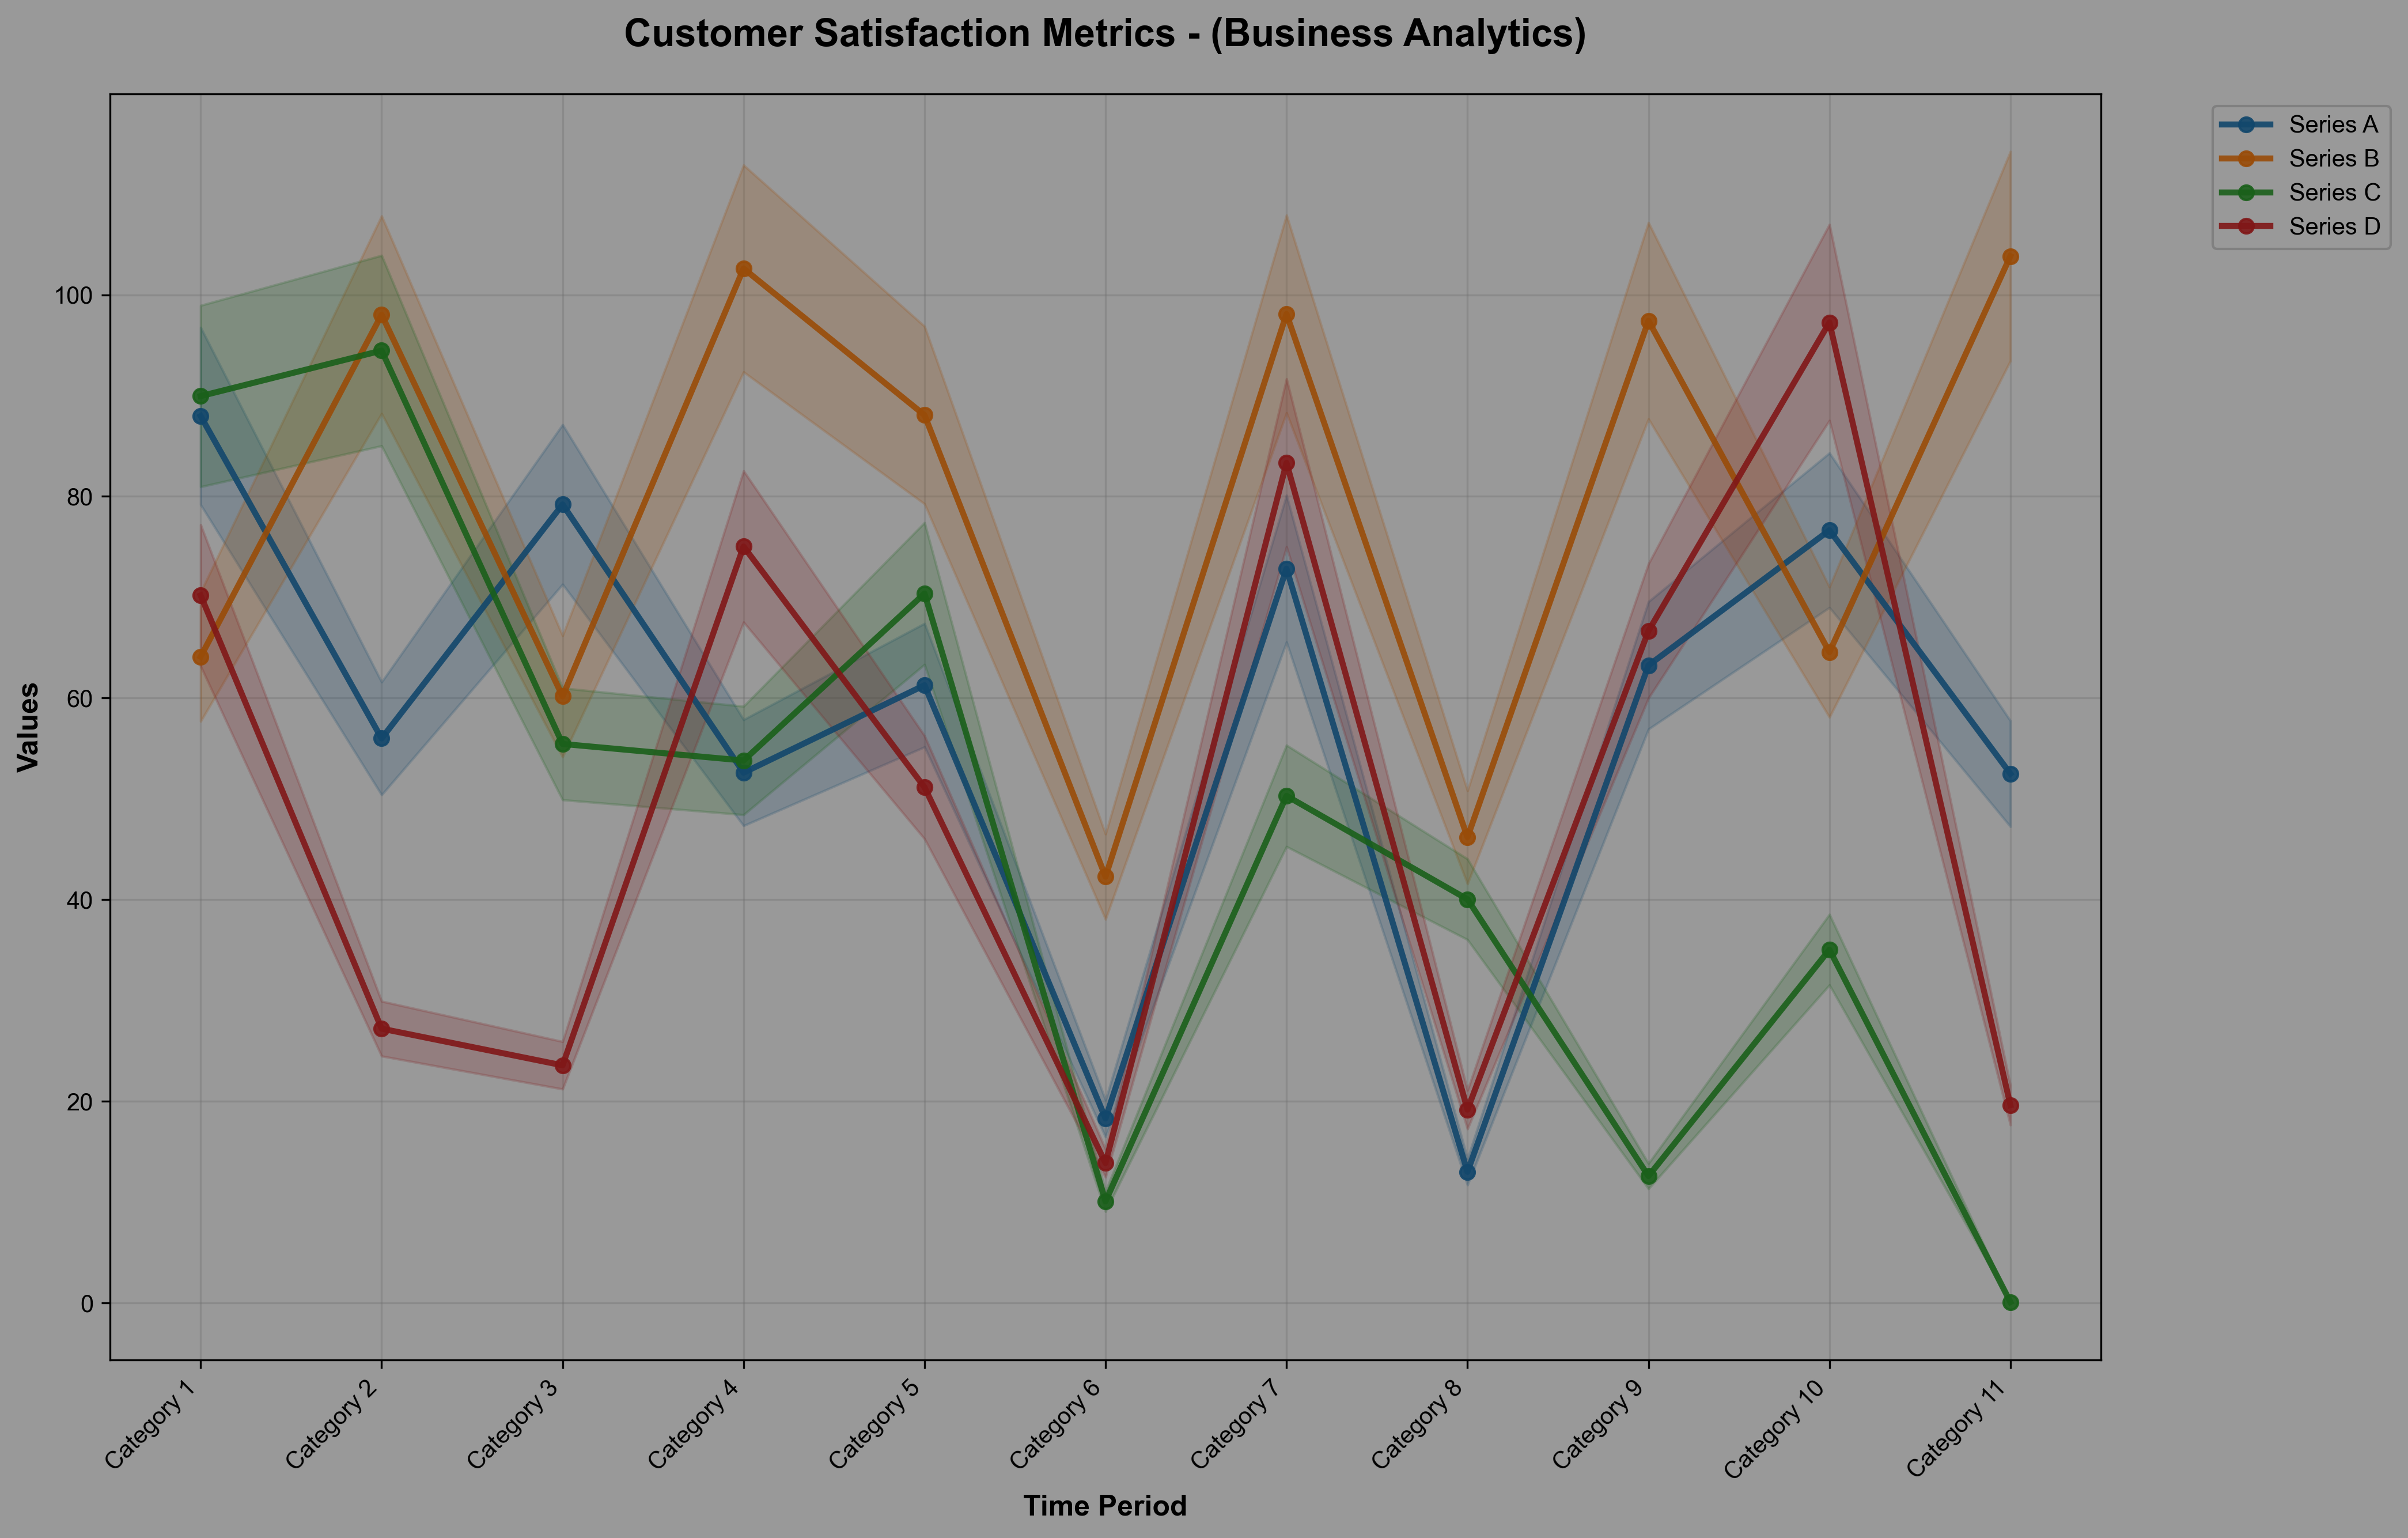 Customer Satisfaction Metrics - (Business Analytics)
Series A
Series B
Series C
Series D
Values
100
80
60
40
20
0
Category 1
Category 2
Category 3
Category 4
Category 5
Category 6
Category 7
Category 8
Category 9
Category 10
Category 11
Time Period